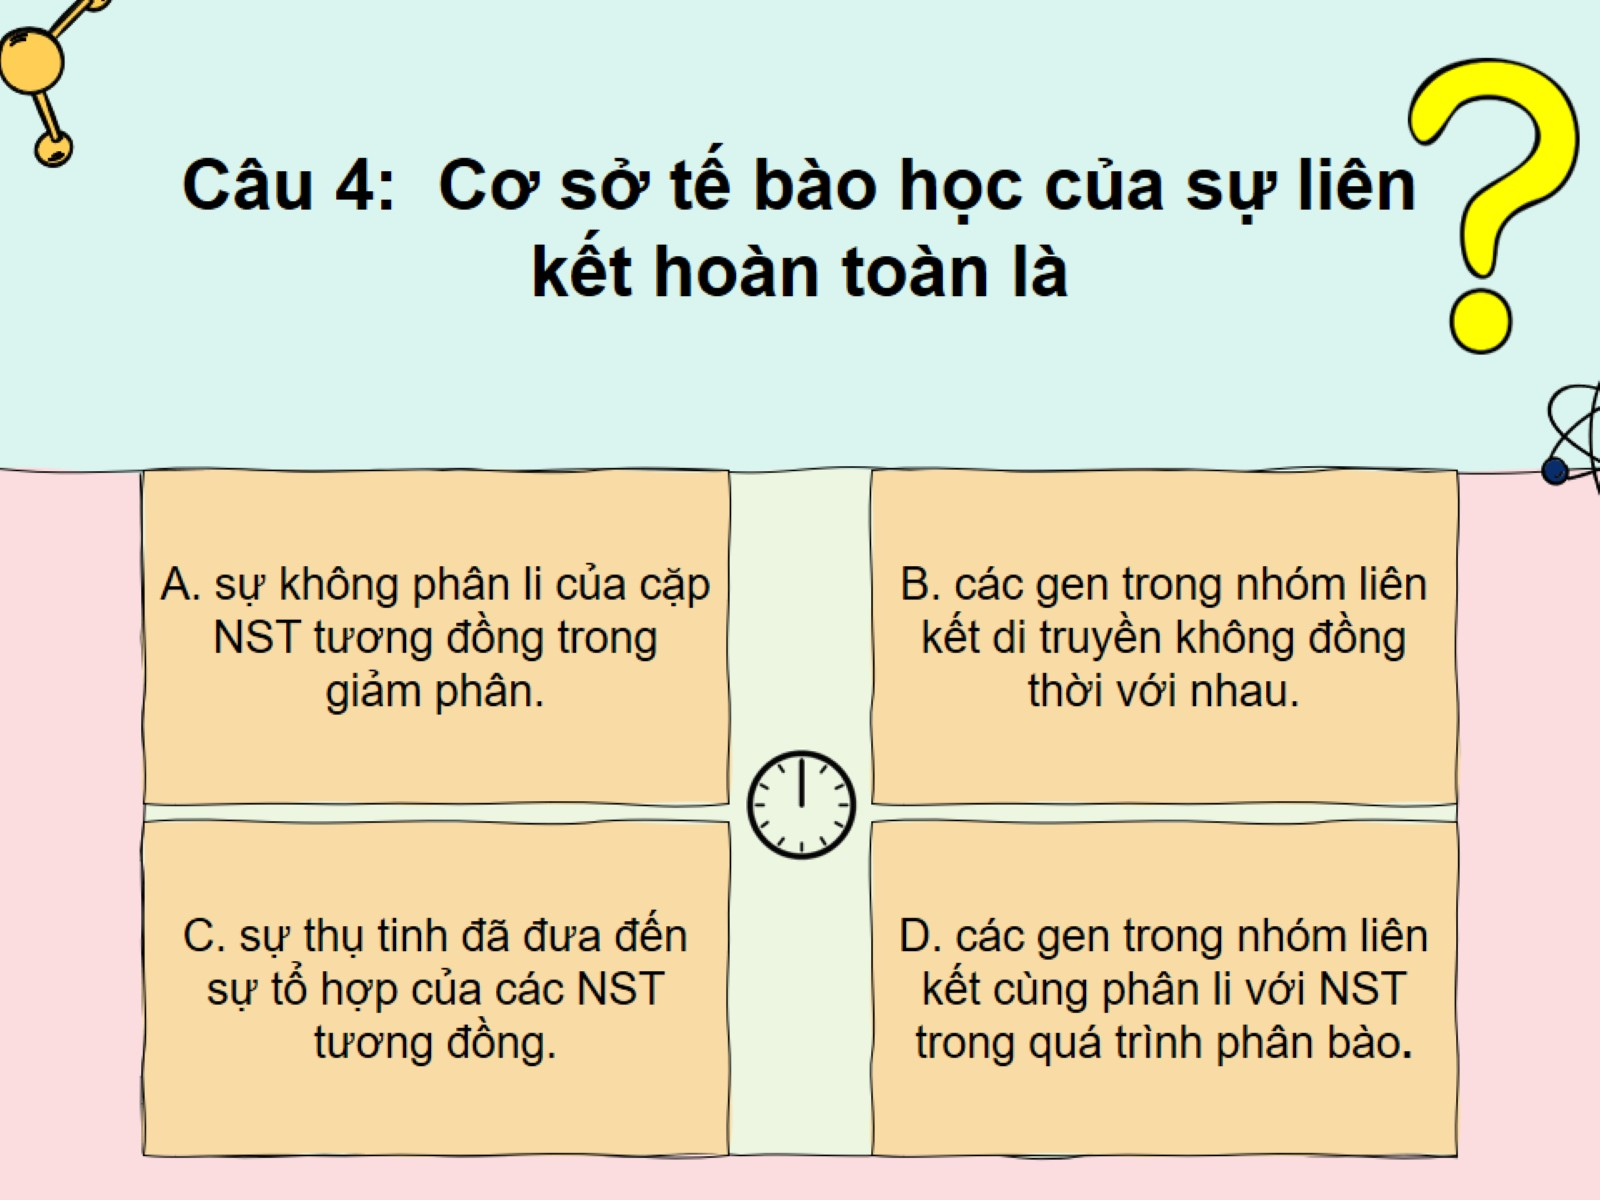 Câu 4:  Cơ sở tế bào học của sự liên
kết hoàn toàn là
A. sự không phân li của cặp
NST tương đồng trong
giảm phân.
B. các gen trong nhóm liên
kết di truyền không đồng
thời với nhau.
C. sự thụ tinh đã đưa đến
sự tổ hợp của các NST
tương đồng.
D. các gen trong nhóm liên
kết cùng phân li với NST
trong quá trình phân bào.